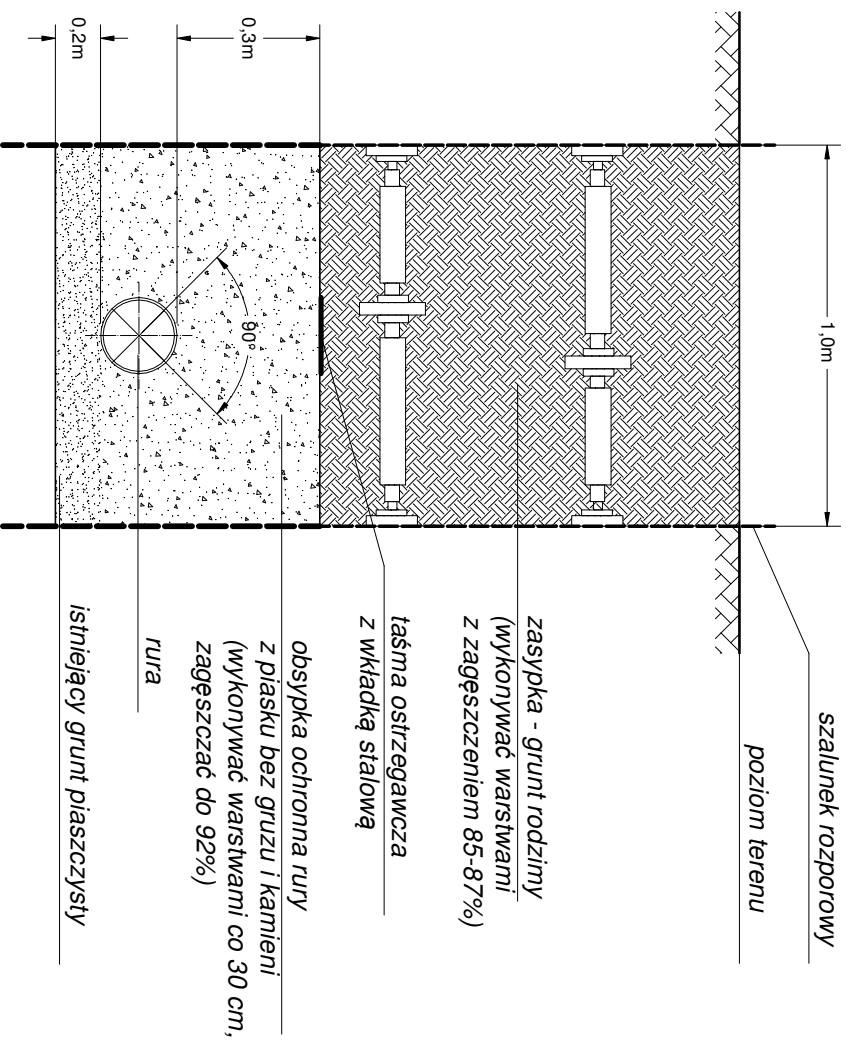 1,0m
szalunek rozporowy
poziom terenu
zasypka - grunt rodzimy
(wykonywać warstwami
z zagęszczeniem 85-87%)
taśma ostrzegawcza
z wkładką stalową
0,3m
90°
obsypka ochronna rury
z piasku bez gruzu i kamieni
(wykonywać warstwami co 30 cm,
zagęszczać do 92%)
rura
0,2m
istniejący grunt piaszczysty